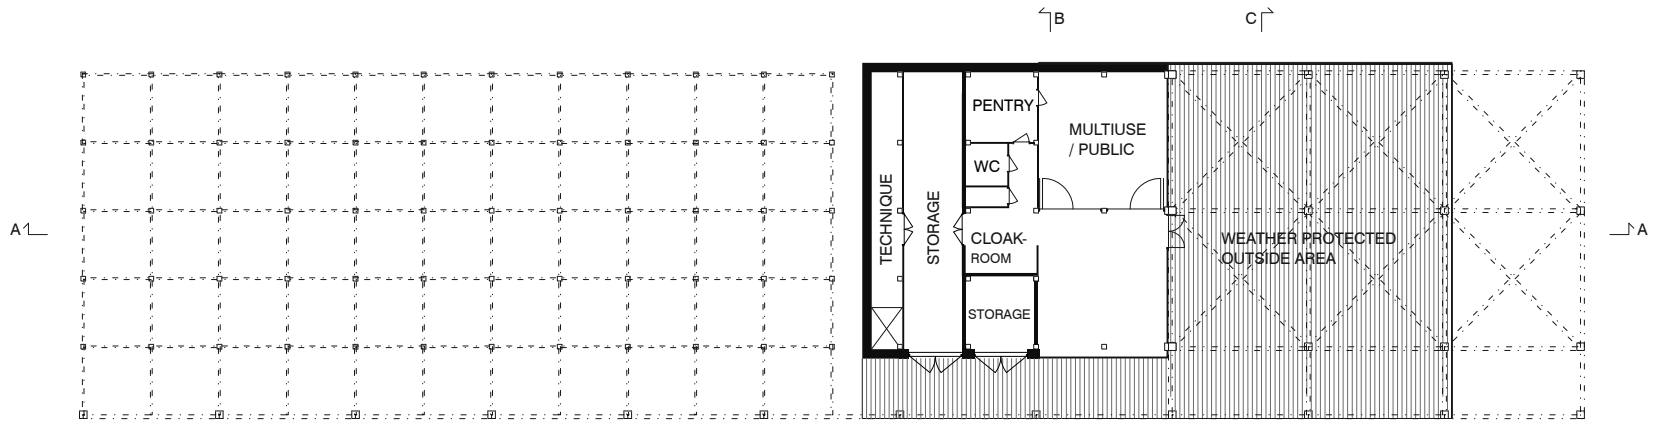 B
C
PENTRY
MULTIUSE
/ PUBLIC
WC
TECHNIQUE
STORAGE
A
CLOAK-
ROOM
WEATHER PROTECTED
OUTSIDE AREA
A
STORAGE